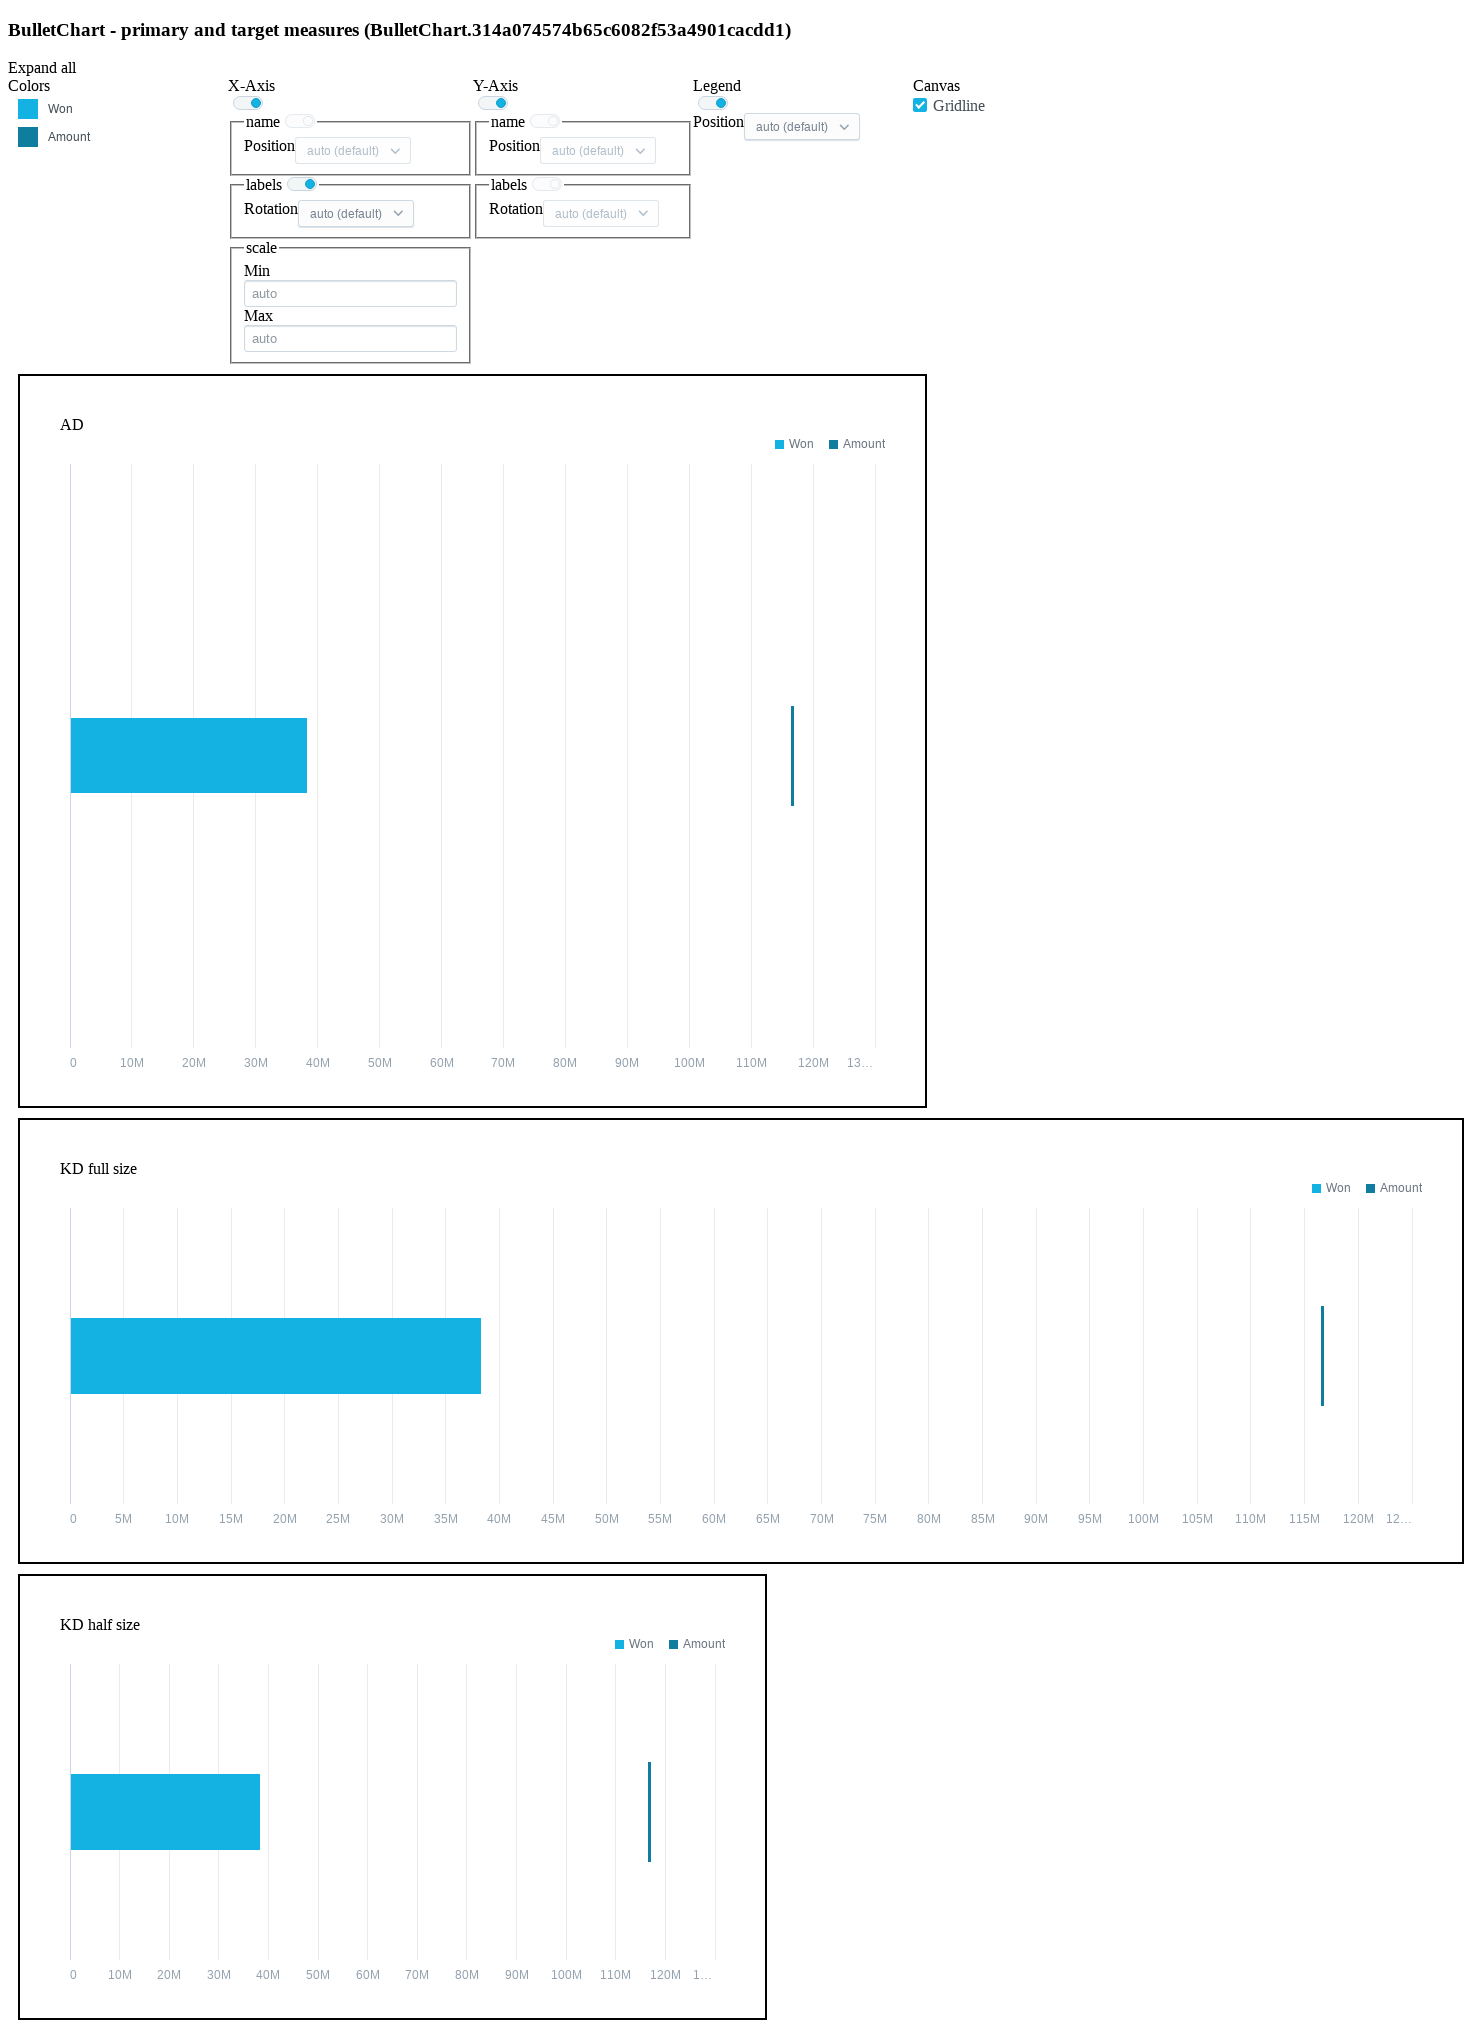 BulletChart - primary and target measures (BulletChart.314a074574b65c6082f53a4901cacdd1)
Expand all
Colors
Won
Amount
X-Axis
name
Position auto (default)
labels
Rotation auto (default)
scale
Min
auto
Max
auto
Y-Axis
name
Position auto (default)
labels
Rotation auto (default)
Legend
Position auto (default)
Canvas
Gridline
AD
Won Amount
0 10M 20M 30M 40M 50M 60M 70M 80M 90M 100M 110M 120M 13…
KD full size
Won Amount
0 5M 10M 15M 20M 25M 30M 35M 40M 45M 50M 55M 60M 65M 70M 75M 80M 85M 90M 95M 100M 105M 110M 115M 120M 12…
KD half size
Won Amount
0 10M 20M 30M 40M 50M 60M 70M 80M 90M 100M 110M 120M 1…